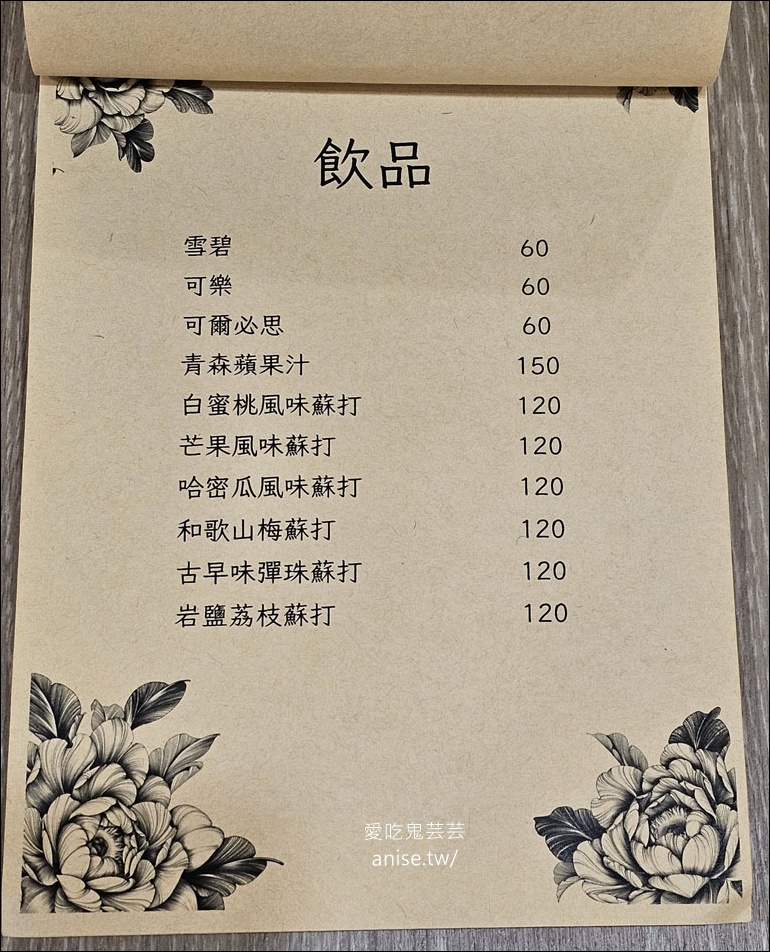 飲品
雪碧 60
可樂 60
可爾必思 60
青森蘋果汁 150
白蜜桃風味蘇打 120
芒果風味蘇打 120
哈密瓜風味蘇打 120
和歌山梅蘇打 120
古早味彈珠蘇打 120
岩鹽荔枝蘇打 120
愛吃鬼芸芸
anise.tw/